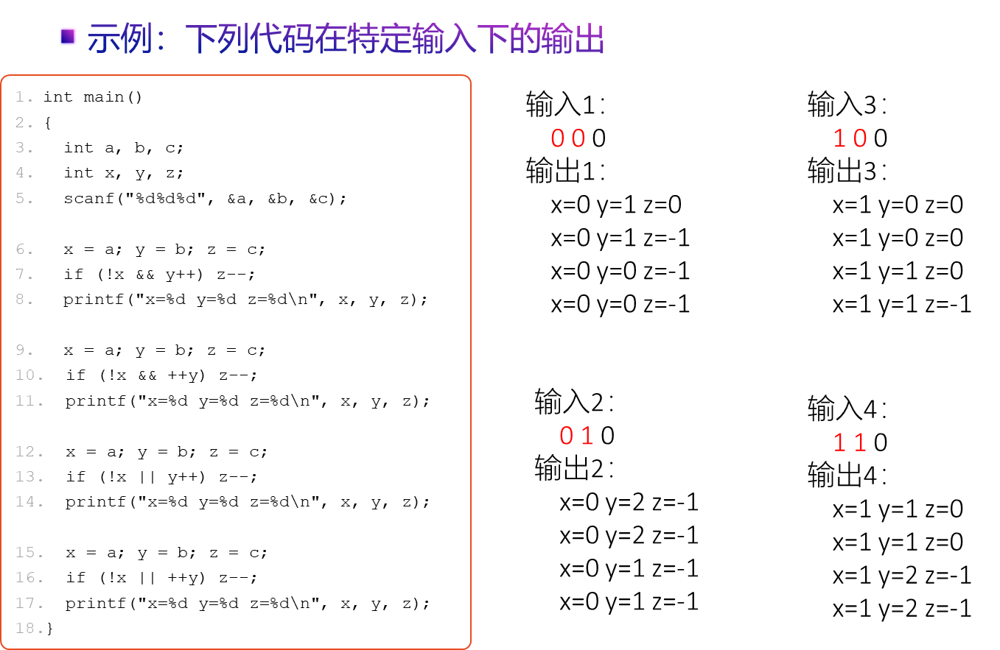 示例：下列代码在特定输入下的输出
1. int main()
2. {
3. int a, b, c;
4. int x, y, z;
5. scanf("%d%d%d", &a, &b, &c);
6. x = a; y = b; z = c;
7. if (!x && y++) z--;
8. printf("x=%d y=%d z=%d\n", x, y, z);
9. x = a; y = b; z = c;
10. if (!x && ++y) z--;
11. printf("x=%d y=%d z=%d\n", x, y, z);
12. x = a; y = b; z = c;
13. if (!x || y++) z--;
14. printf("x=%d y=%d z=%d\n", x, y, z);
15. x = a; y = b; z = c;
16. if (!x || ++y) z--;
17. printf("x=%d y=%d z=%d\n", x, y, z);
18.}
输入1：
0 0 0
输出1：
x=0 y=1 z=0
x=0 y=1 z=-1
x=0 y=0 z=-1
x=0 y=0 z=-1
输入2：
0 1 0
输出2：
x=0 y=2 z=-1
x=0 y=2 z=-1
x=0 y=1 z=-1
x=0 y=1 z=-1
输入3：
1 0 0
输出3：
x=1 y=0 z=0
x=1 y=0 z=0
x=1 y=1 z=0
x=1 y=1 z=-1
输入4：
1 1 0
输出4：
x=1 y=1 z=0
x=1 y=1 z=0
x=1 y=2 z=-1
x=1 y=2 z=-1